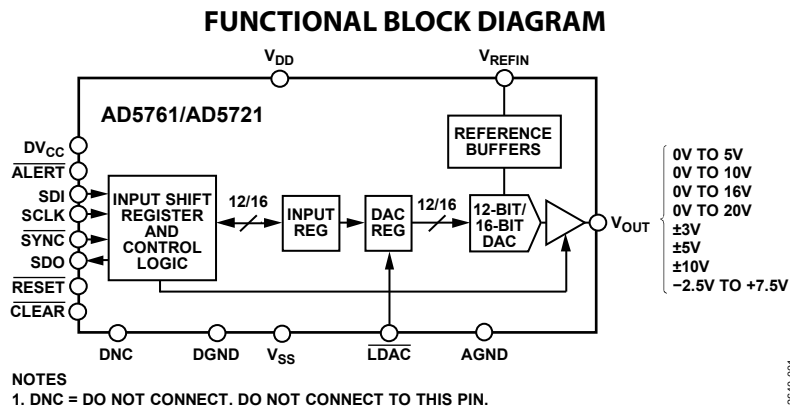 FUNCTIONAL BLOCK DIAGRAM
VDD
VREFIN
AD5761/AD5721
REFERENCE
BUFFERS
DVCC
ALERT
SDI
SCLK
SYNC
SDO
RESET
CLEAR
INPUT SHIFT
REGISTER
AND
CONTROL
LOGIC
12/16
INPUT
REG
DAC
REG
12/16
12-BIT/
16-BIT
DAC
VOUT
0V TO 5V
0V TO 10V
0V TO 16V
0V TO 20V
±3V
±5V
±10V
−2.5V TO +7.5V
DNC
DGND
VSS
LDAC
AGND
NOTES
1. DNC = DO NOT CONNECT. DO NOT CONNECT TO THIS PIN.